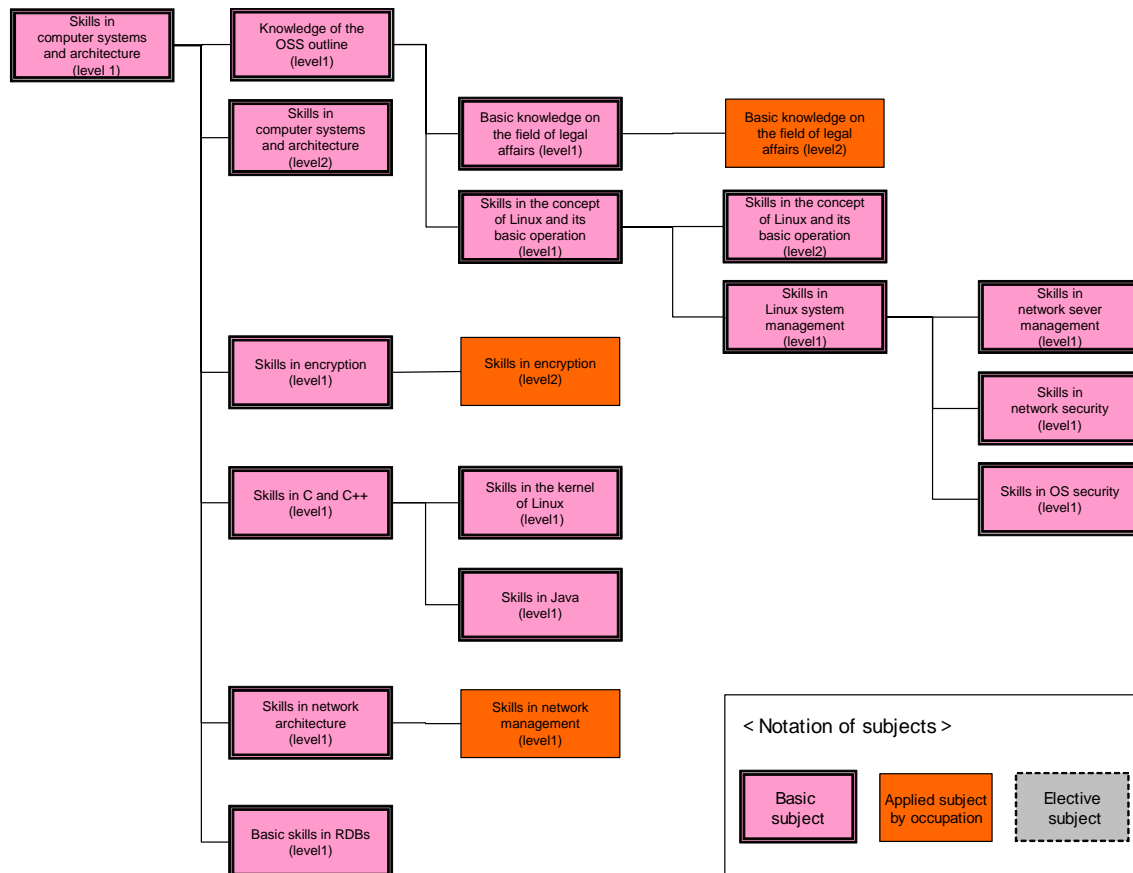 Skills in
computer systems
and architecture
(level 1)
Knowledge of the
OSS outline
(level1)
Skills in
computer systems
and architecture
(level2)
Basic knowledge on
the field of legal
affairs (level1)
Basic knowledge on
the field of legal
affairs (level2)
Skills in the concept
of Linux and its
basic operation
(level1)
Skills in the concept
of Linux and its
basic operation
(level2)
Skills in
Linux system
management
(level1)
Skills in
network sever
management
(level1)
Skills in encryption
(level1)
Skills in encryption
(level2)
Skills in
network security
(level1)
Skills in C and C++
(level1)
Skills in the kernel
of Linux
(level1)
Skills in OS security
(level1)
Skills in Java
(level1)
Skills in network
architecture
(level1)
Skills in network
management
(level1)
Basic skills in RDBs
(level1)
< Notation of subjects >
Basic
subject
Applied subject
by occupation
Elective
subject